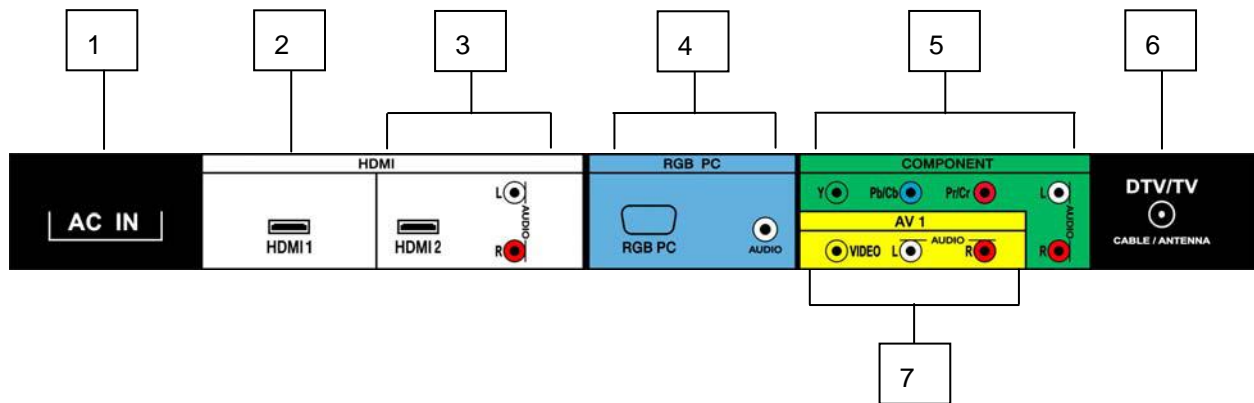 1 2 3 4 5 6
HDMI RGB PC COMPONENT
AC IN
HDMI 1
HDMI 2
L
AUDIO
R
RGB PC
AUDIO
Y Pb/Cb Pr/Cr L
AUDIO
R
AV 1
VIDEO L AUDIO R
DTV/TV
CABLE / ANTENNA
7